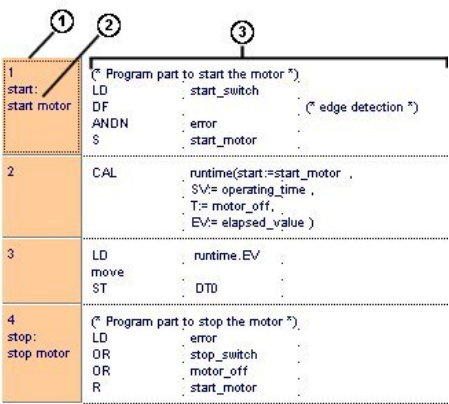 1 2 3
1 (* Program part to start the motor *)
start: LD start_switch
start motor DF (* edge detection *)
ANDN error
S start_motor
2 CAL runtime(start:=start_motor ,
SV:= operating_time ,
T:= motor_off,
EV:= elapsed_value )
3 LD runtime.EV
move
ST DT0
4 (* Program part to stop the motor *)
stop: LD error
stop motor OR stop_switch
OR motor_off
R start_motor